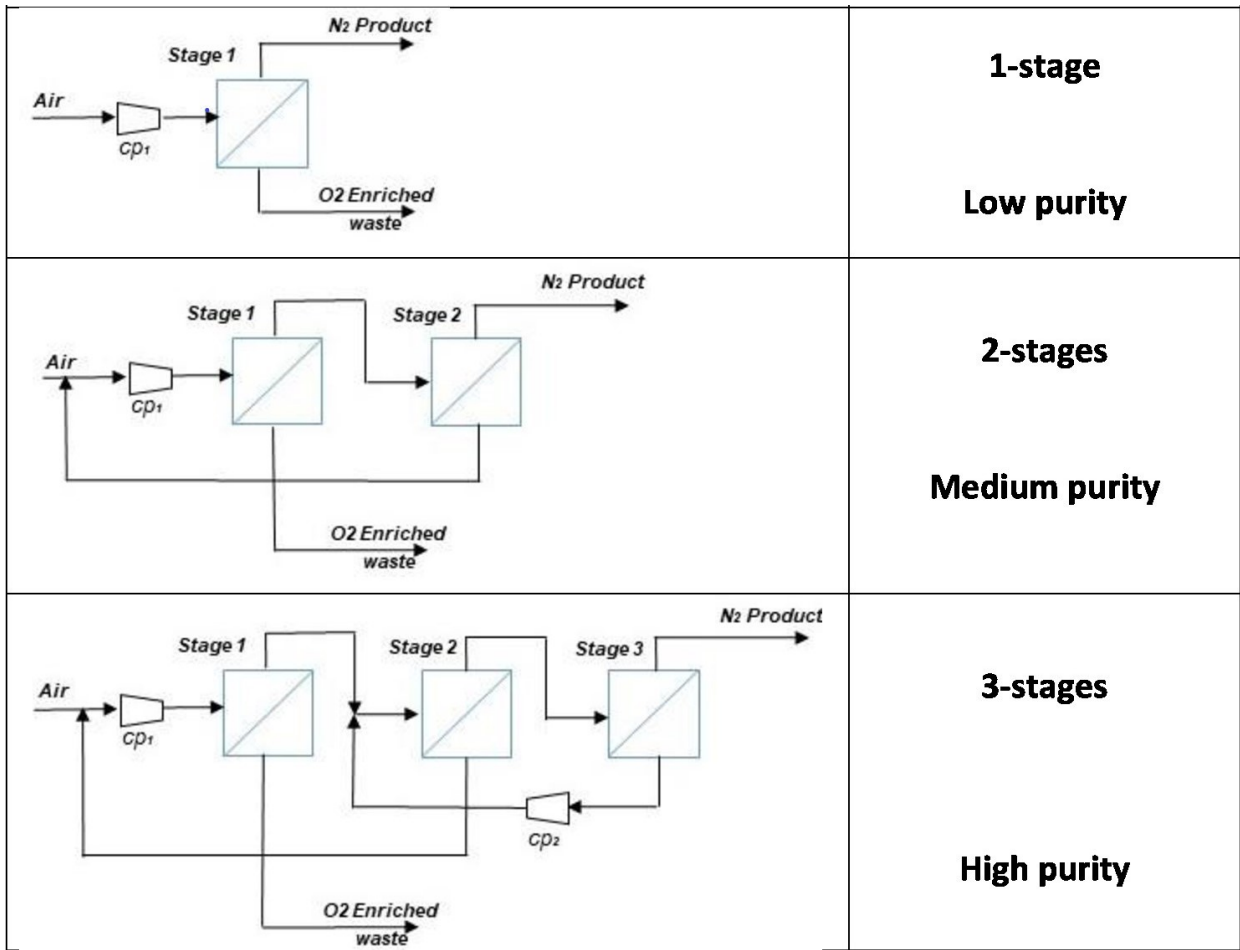 N₂ Product
Stage 1
Air
cp₁
O2 Enriched
waste
1-stage
Low purity
N₂ Product
Stage 1
Stage 2
Air
cp₁
O2 Enriched
waste
2-stages
Medium purity
N₂ Product
Stage 1
Stage 2
Stage 3
Air
cp₁
cp₂
O2 Enriched
waste
3-stages
High purity